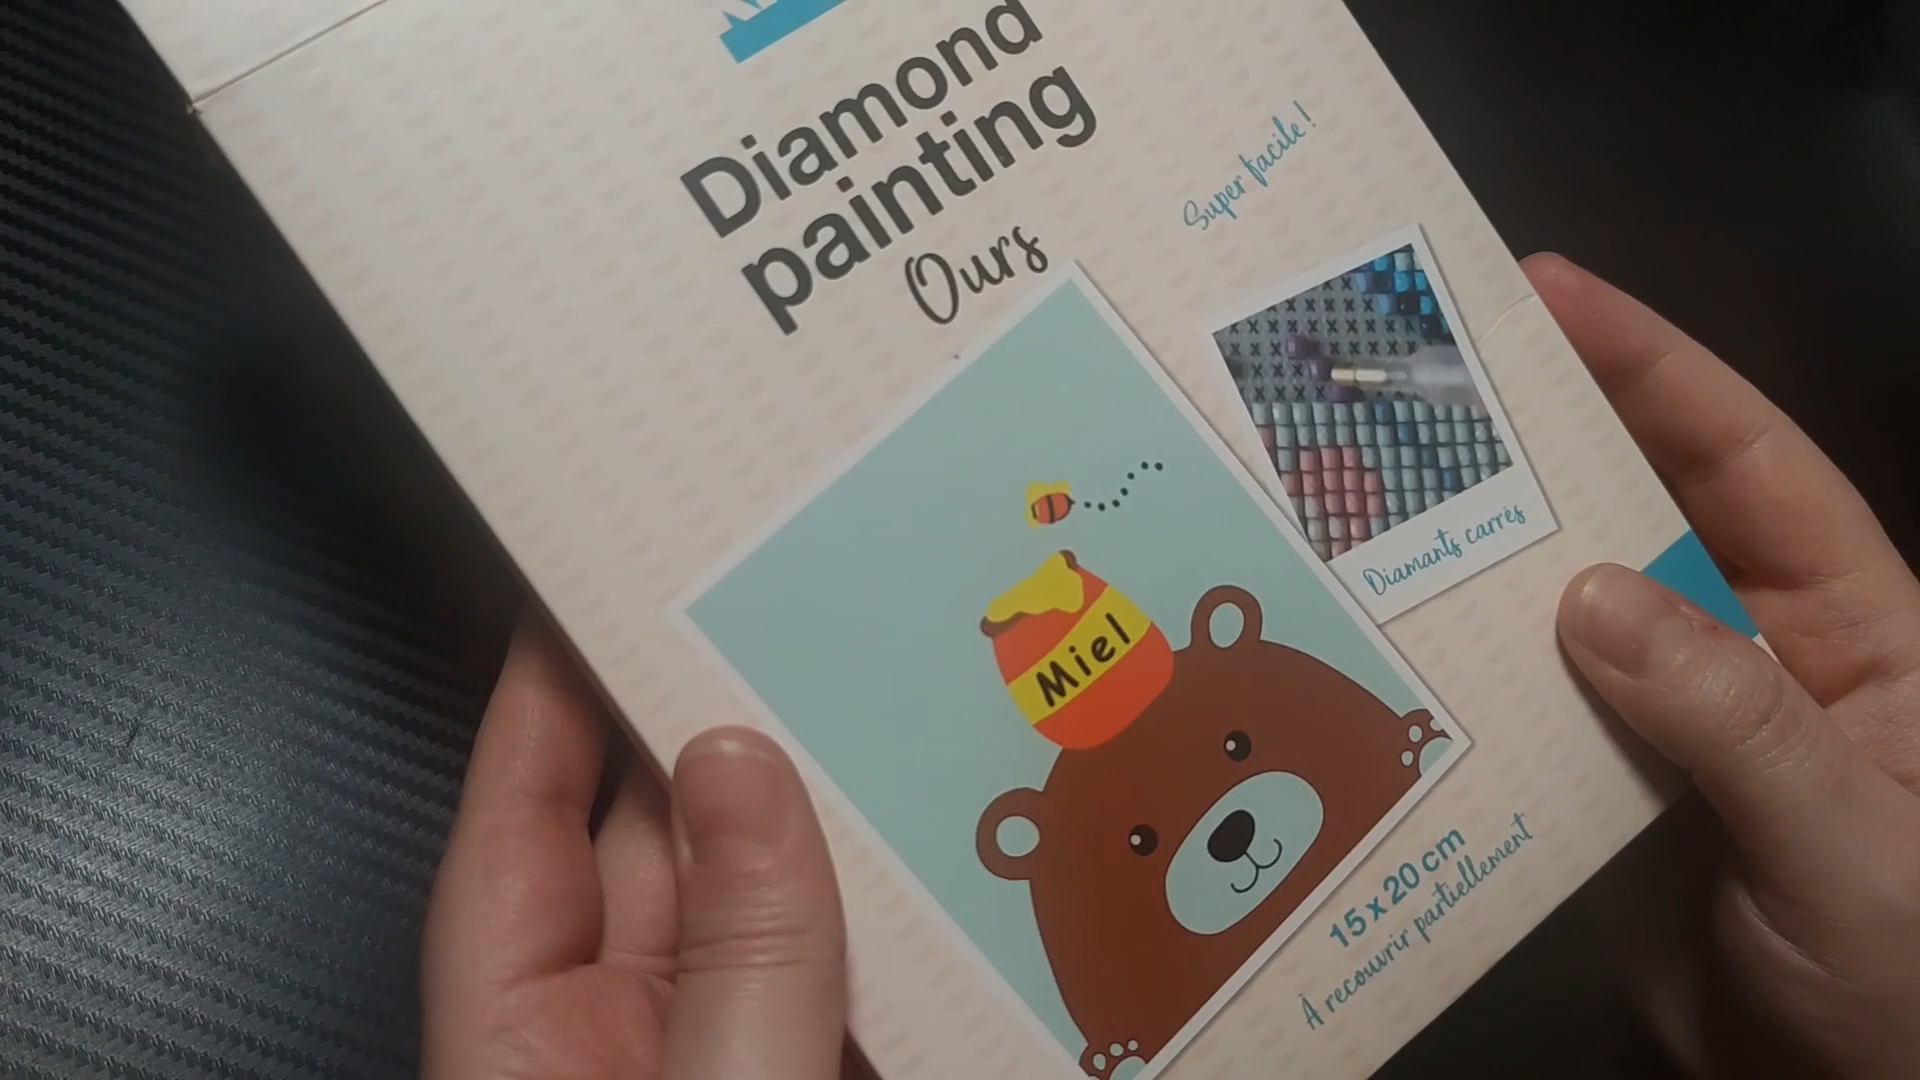 Diamond
painting
Ours
Super facile !
Diamants carrés
Miel
15 x 20 cm
À recouvrir partiellement